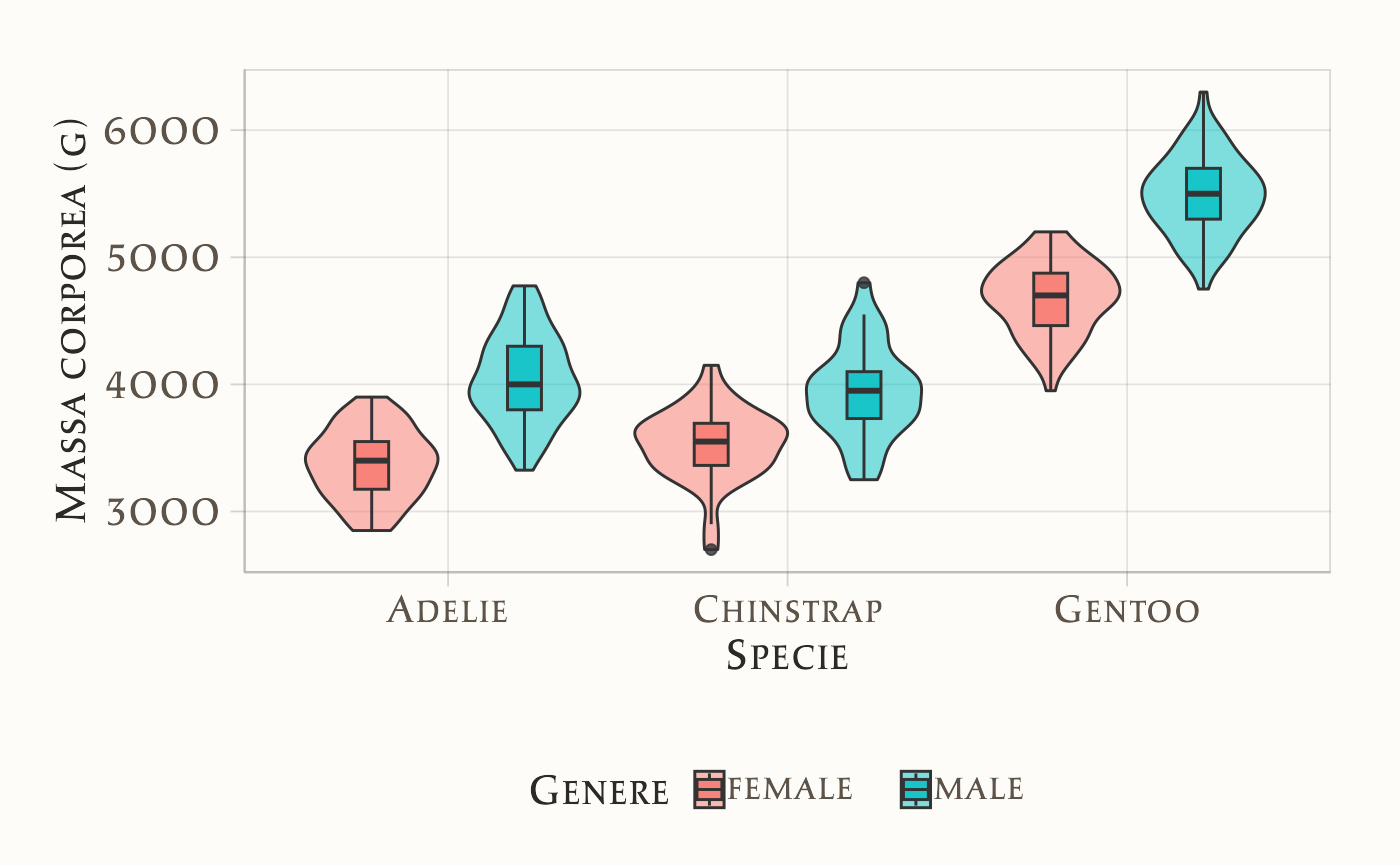 Massa corporea (g)
6000
5000
4000
3000
Adelie Chinstrap Gentoo
Specie
Genere female male